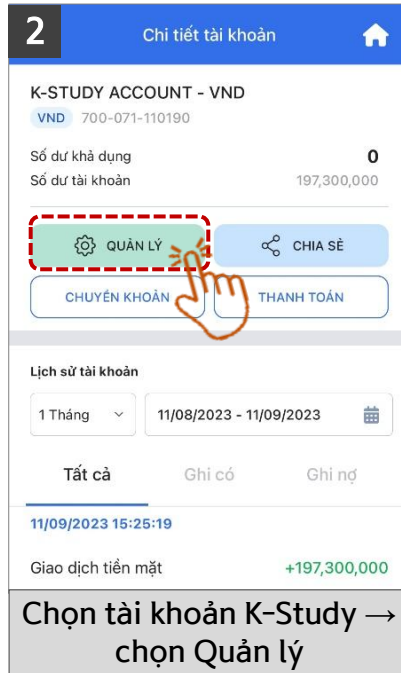 2
Chi tiết tài khoản
K-STUDY ACCOUNT - VND
VND 700-071-110190
Số dư khả dụng 0
Số dư tài khoản 197,300,000
QUẢN LÝ CHIA SẺ
CHUYỂN KHOẢN THANH TOÁN
Lịch sử tài khoản
1 Tháng 11/08/2023 - 11/09/2023
Tất cả Ghi có Ghi nợ
11/09/2023 15:25:19
Giao dịch tiền mặt +197,300,000
Chọn tài khoản K-Study →
chọn Quản lý